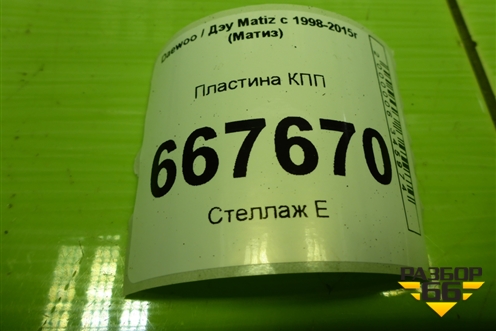 Daewoo / Дэу Matiz с 1998-2015г
(Матиз)
Пластина КПП
667670
Стеллаж Е
РАЗБОР
66